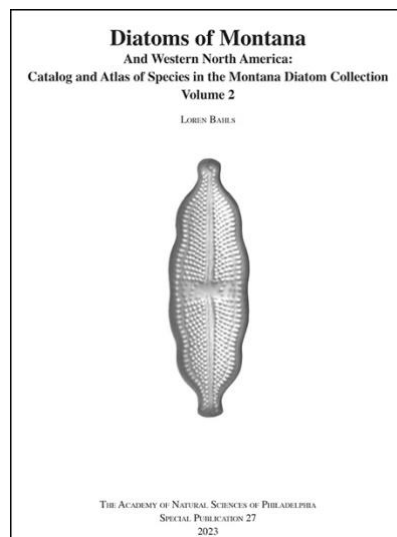 Diatoms of Montana
And Western North America:
Catalog and Atlas of Species in the Montana Diatom Collection
Volume 2
Loren Bahls
The Academy of Natural Sciences of Philadelphia
Special Publication 27
2023